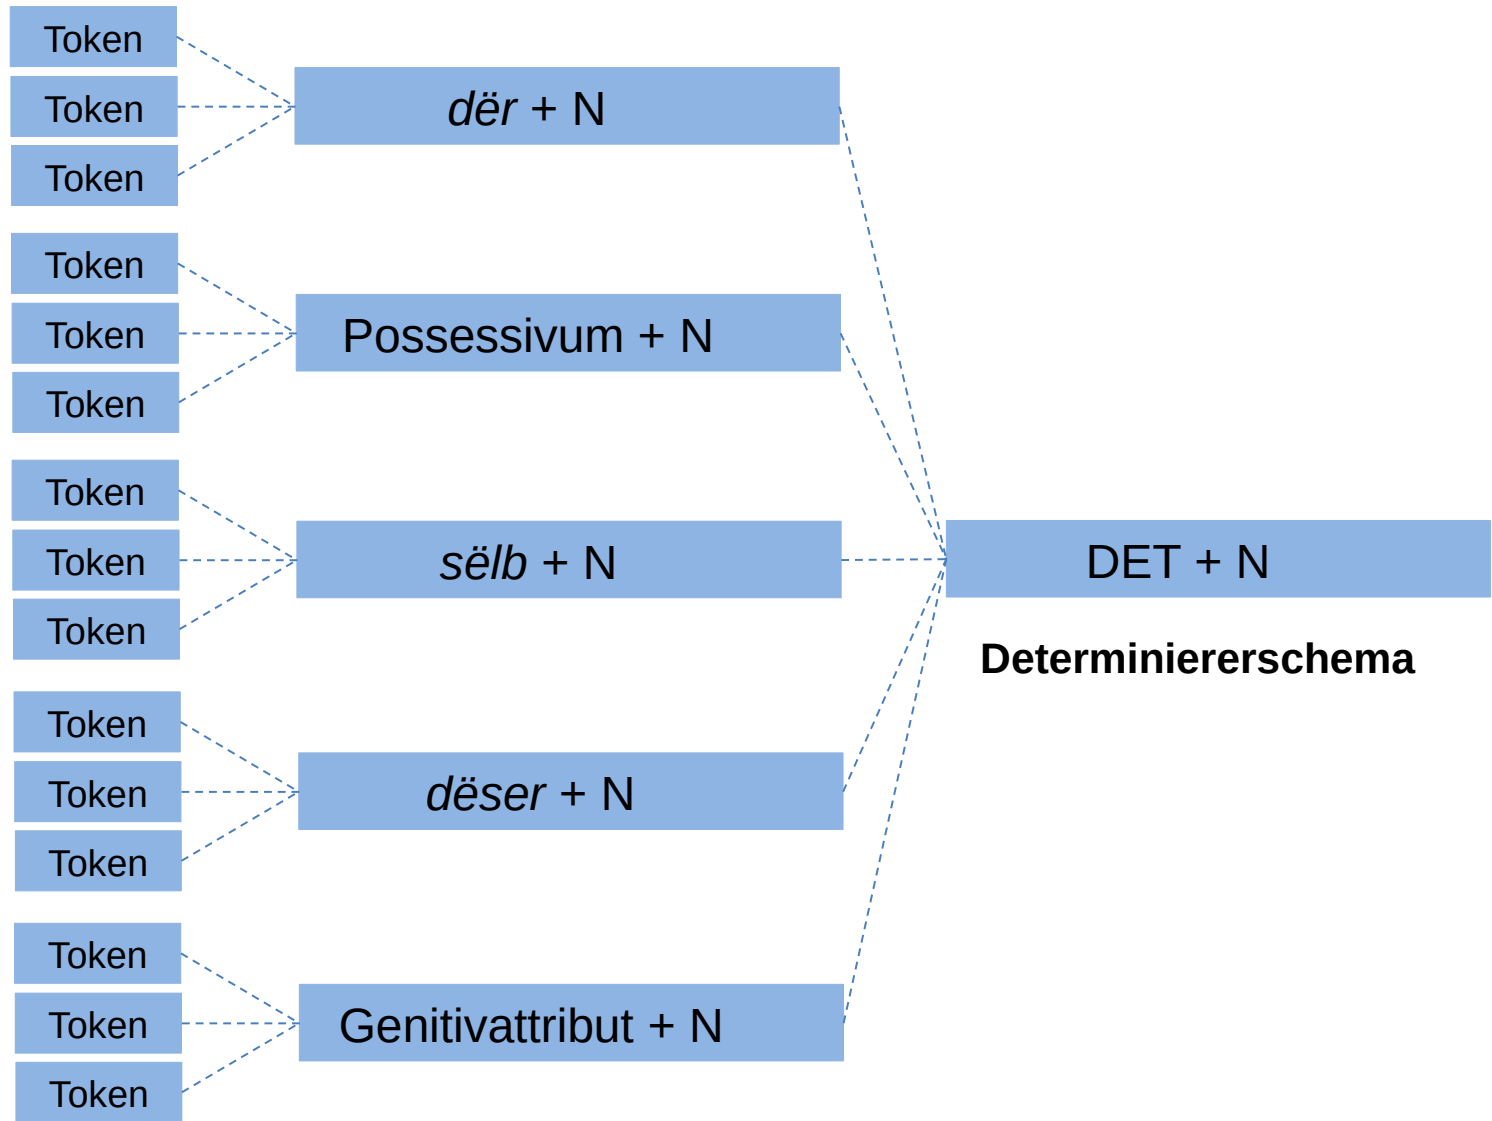 Token
Token
Token
dër + N
Token
Token
Token
Possessivum + N
Token
Token
Token
sëlb + N
Token
Token
Token
dëser + N
Token
Token
Token
Genitivattribut + N
DET + N
Determiniererschema